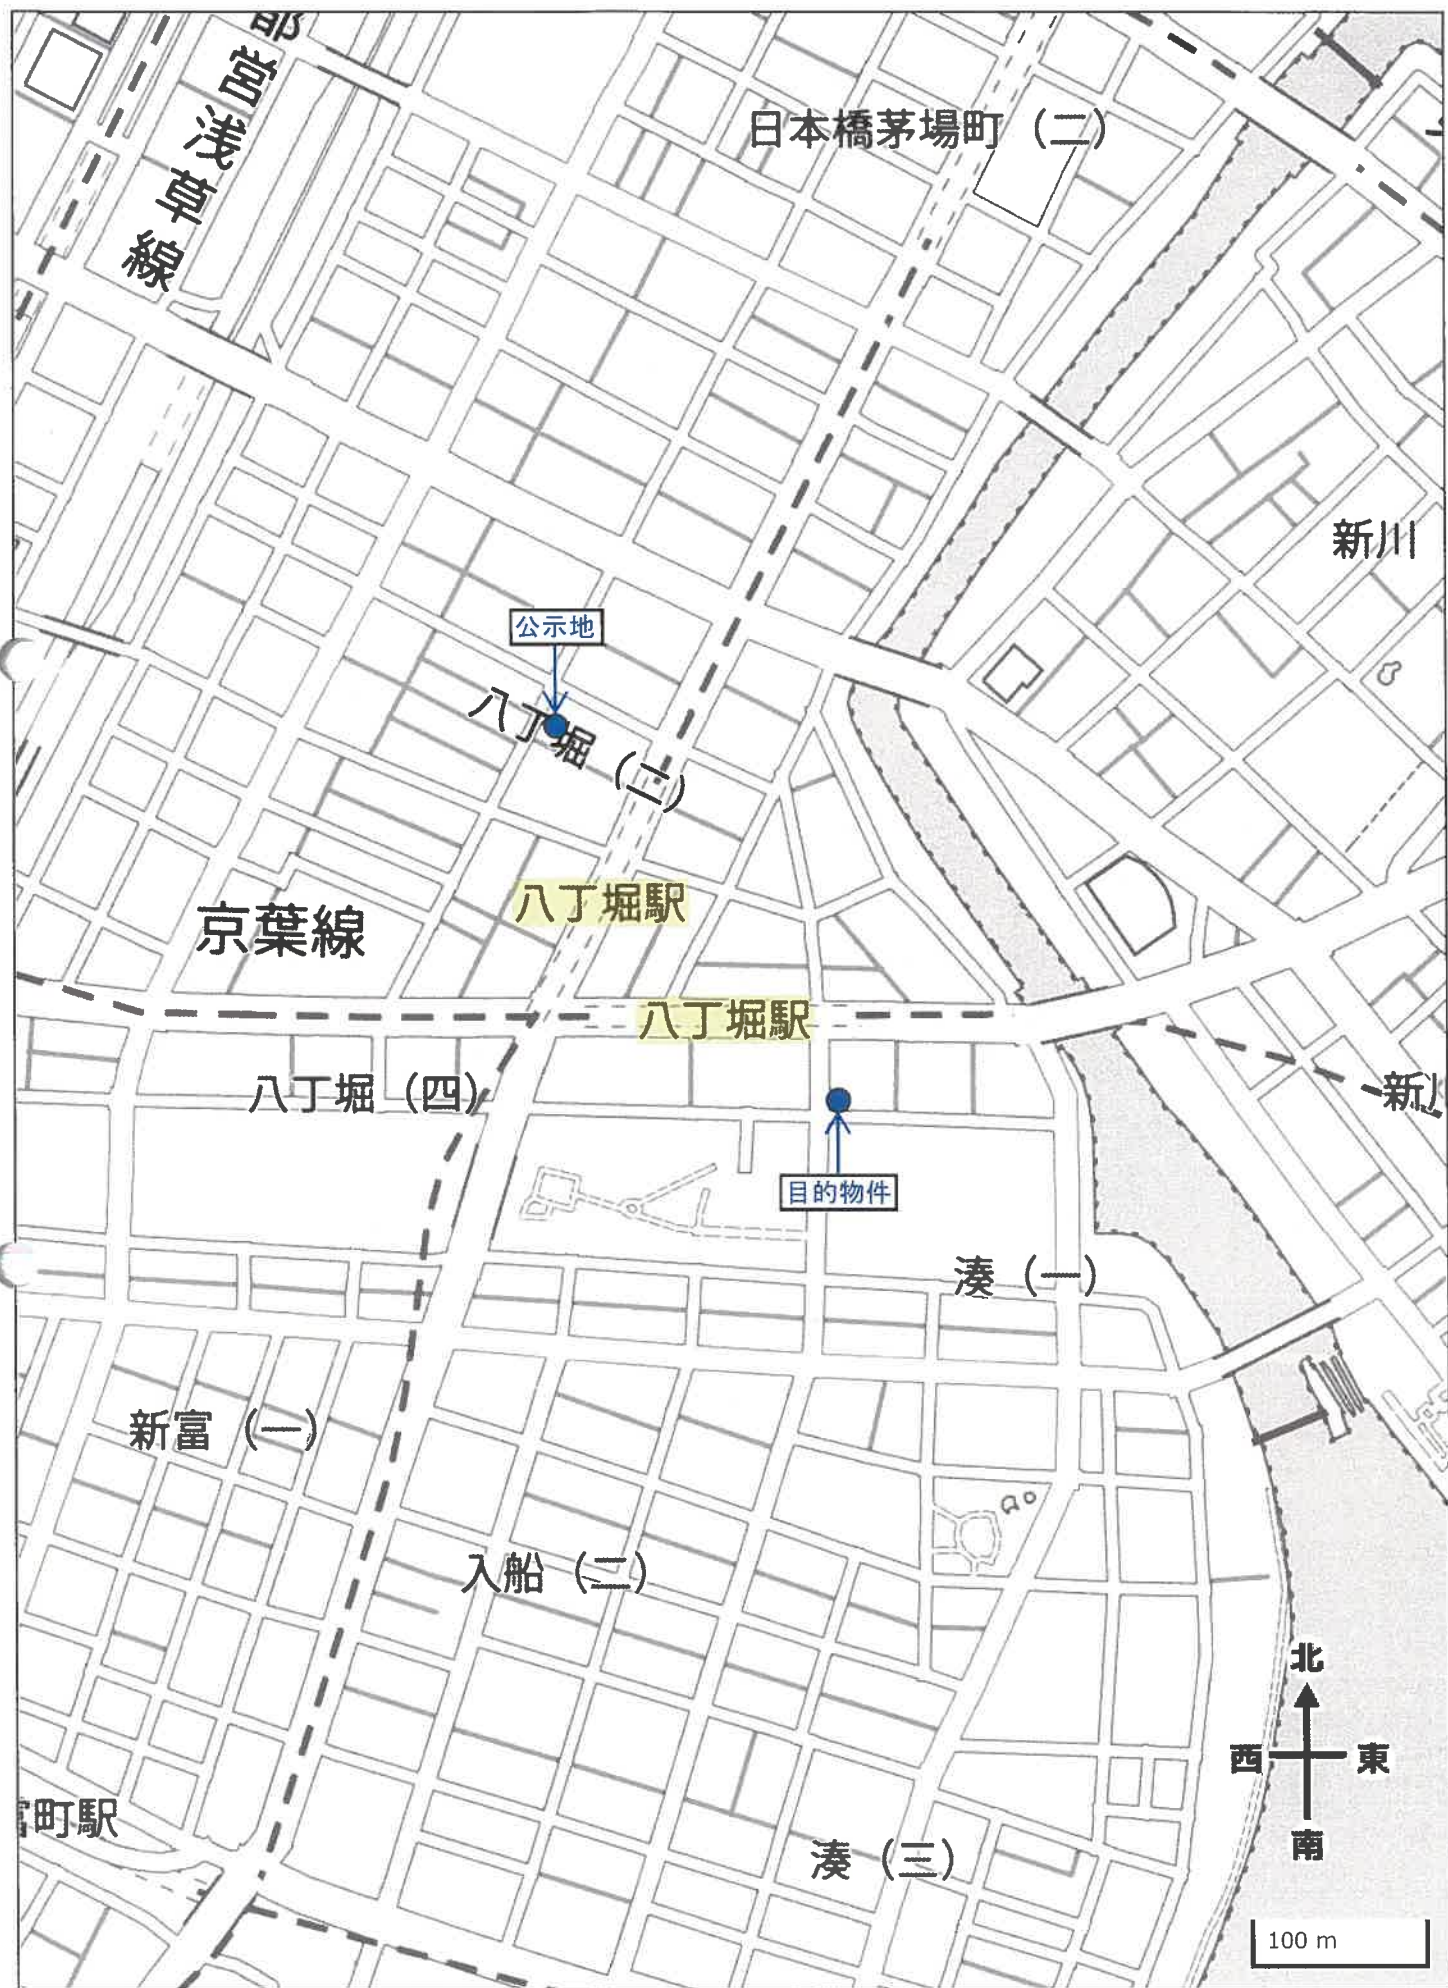 都営浅草線
日本橋茅場町（二）
新川
公示地
八丁堀（二）
八丁堀駅
京葉線
八丁堀駅
八丁堀（四）
目的物件
湊（一）
新富（一）
入船（二）
北
西 東
南
町駅
湊（三）
100 m